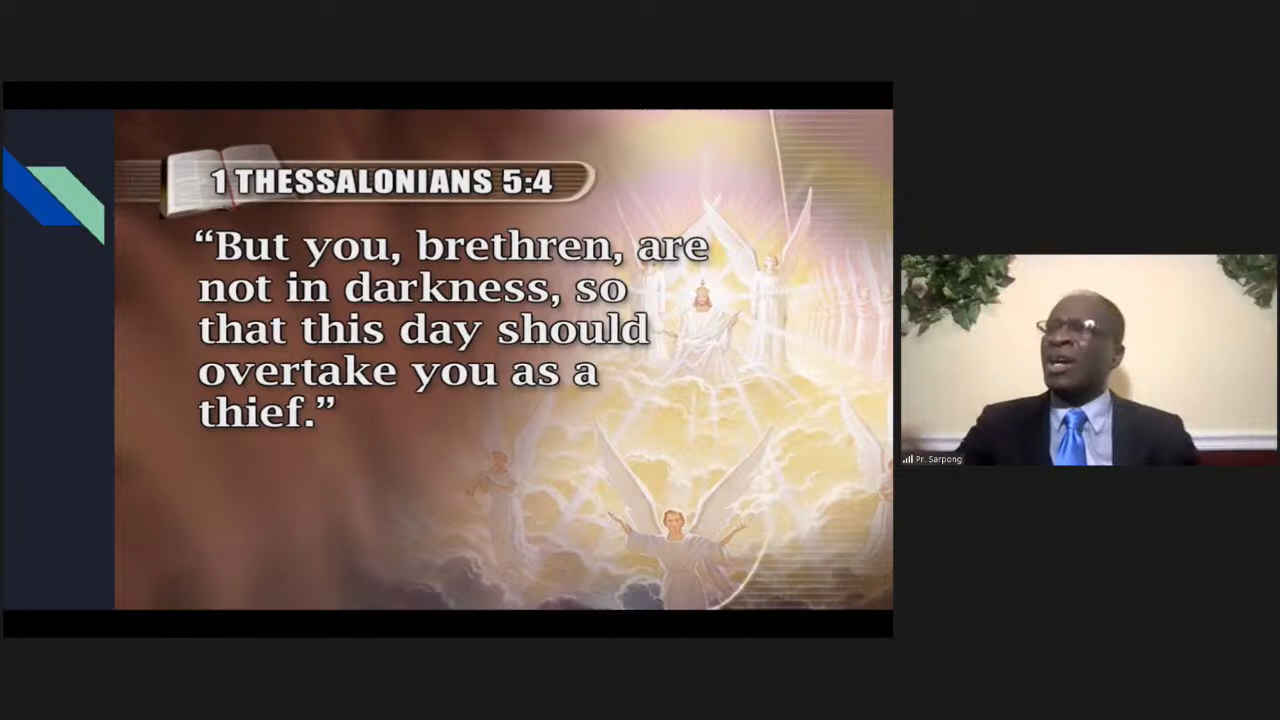 1 THESSALONIANS 5:4
“But you, brethren, are
not in darkness, so
that this day should
overtake you as a
thief.”
Pr. Sarpong